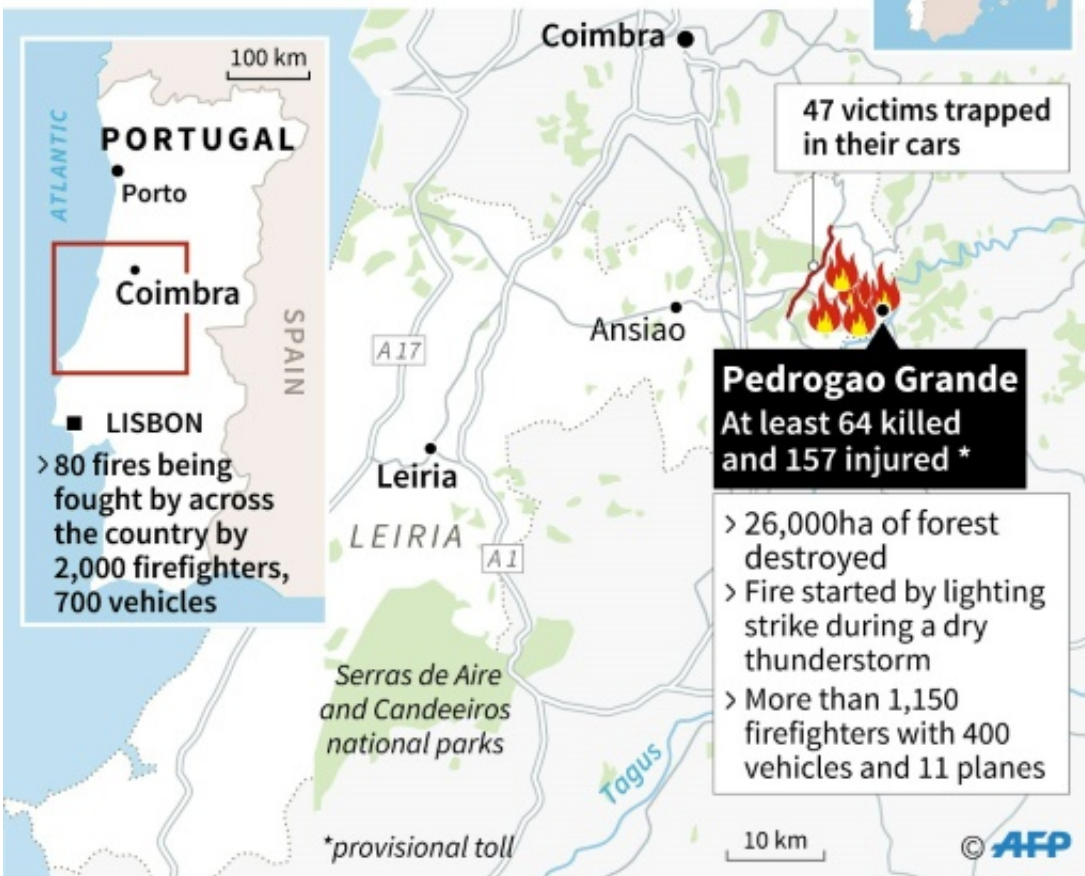 100 km
ATLANTIC
PORTUGAL
Porto
Coimbra
SPAIN
LISBON
> 80 fires being
fought by across
the country by
2,000 firefighters,
700 vehicles
Coimbra
47 victims trapped
in their cars
Ansiao
A 17
Pedrogao Grande
At least 64 killed
and 157 injured *
Leiria
LEIRIA
A 1
> 26,000ha of forest
destroyed
> Fire started by lighting
strike during a dry
thunderstorm
> More than 1,150
firefighters with 400
vehicles and 11 planes
Serras de Aire
and Candeeiros
national parks
Tagus
*provisional toll
10 km
© AFP